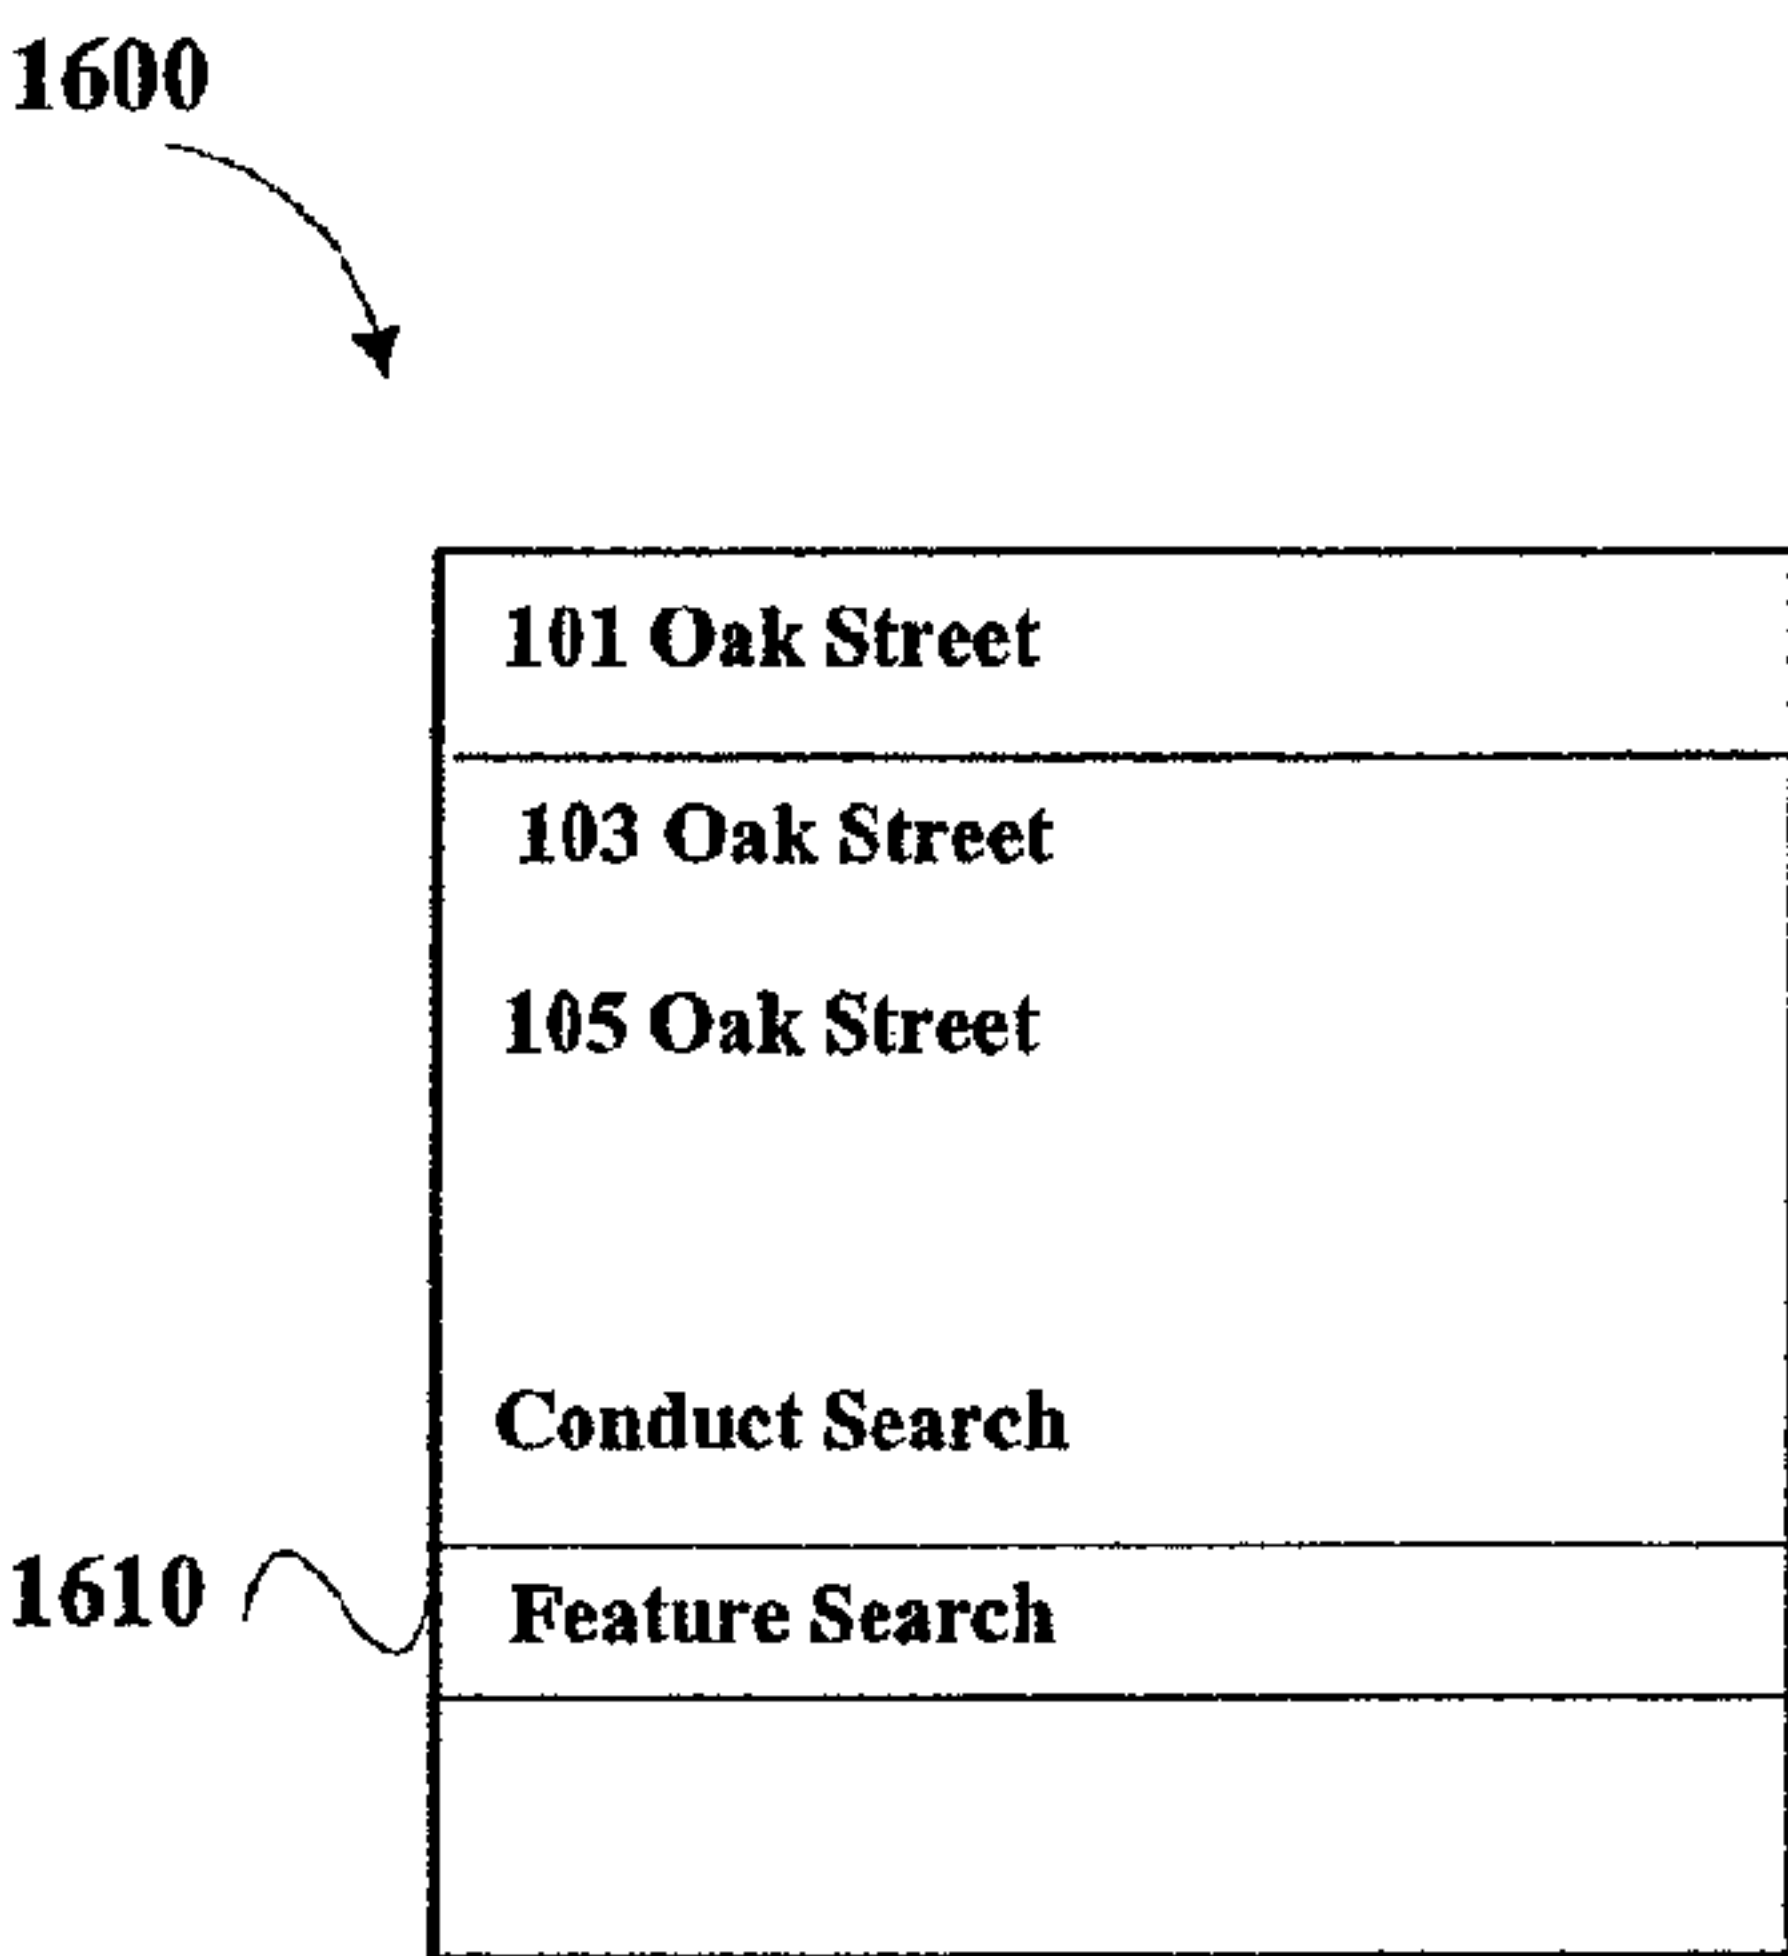 1600
101 Oak Street
103 Oak Street
105 Oak Street
Conduct Search
1610
Feature Search